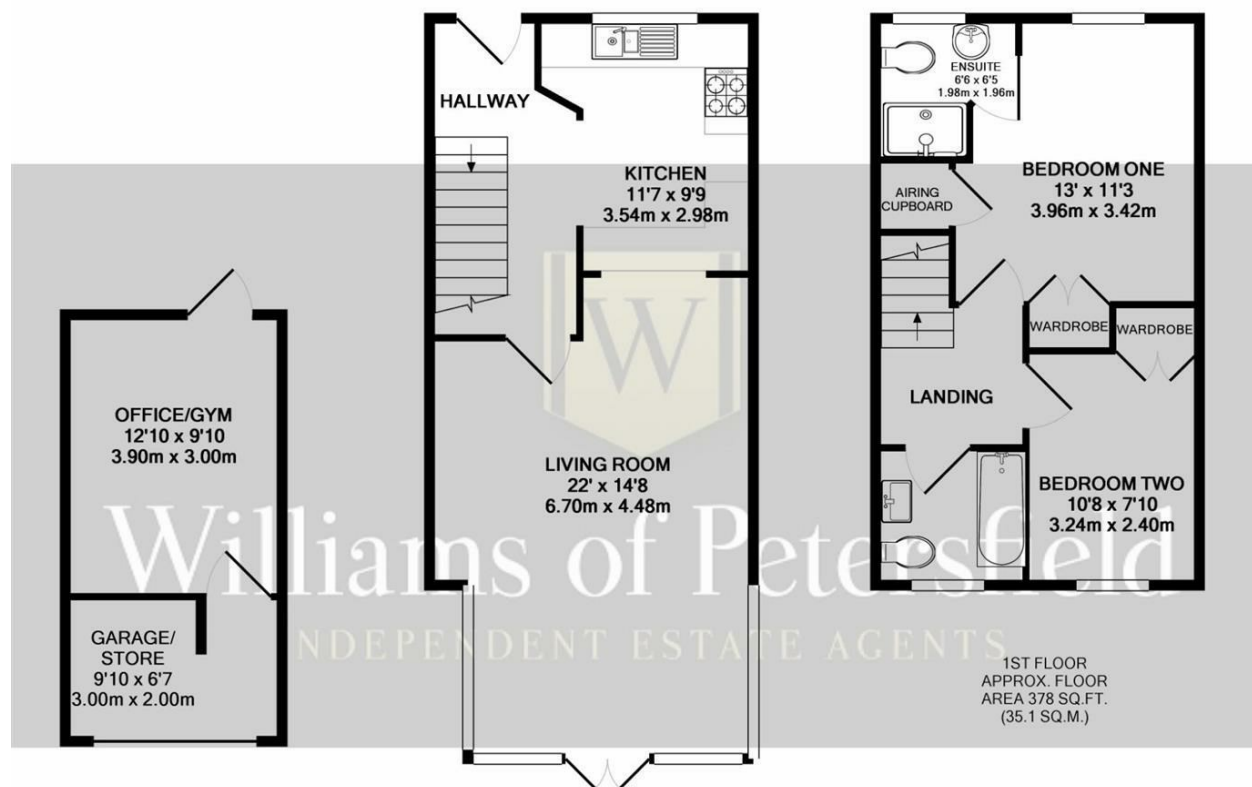 HALLWAY
KITCHEN
11'7 x 9'9
3.54m x 2.98m
LIVING ROOM
22' x 14'8
6.70m x 4.48m
OFFICE/GYM
12'10 x 9'10
3.90m x 3.00m
GARAGE/
STORE
9'10 x 6'7
3.00m x 2.00m
ENSUITE
6'6 x 6'5
1.98m x 1.96m
AIRING
CUPBOARD
BEDROOM ONE
13' x 11'3
3.96m x 3.42m
WARDROBE
WARDROBE
LANDING
BEDROOM TWO
10'8 x 7'10
3.24m x 2.40m
1ST FLOOR
APPROX. FLOOR
AREA 378 SQ.FT.
(35.1 SQ.M.)
W
Williams of Petersfield
INDEPENDENT ESTATE AGENTS